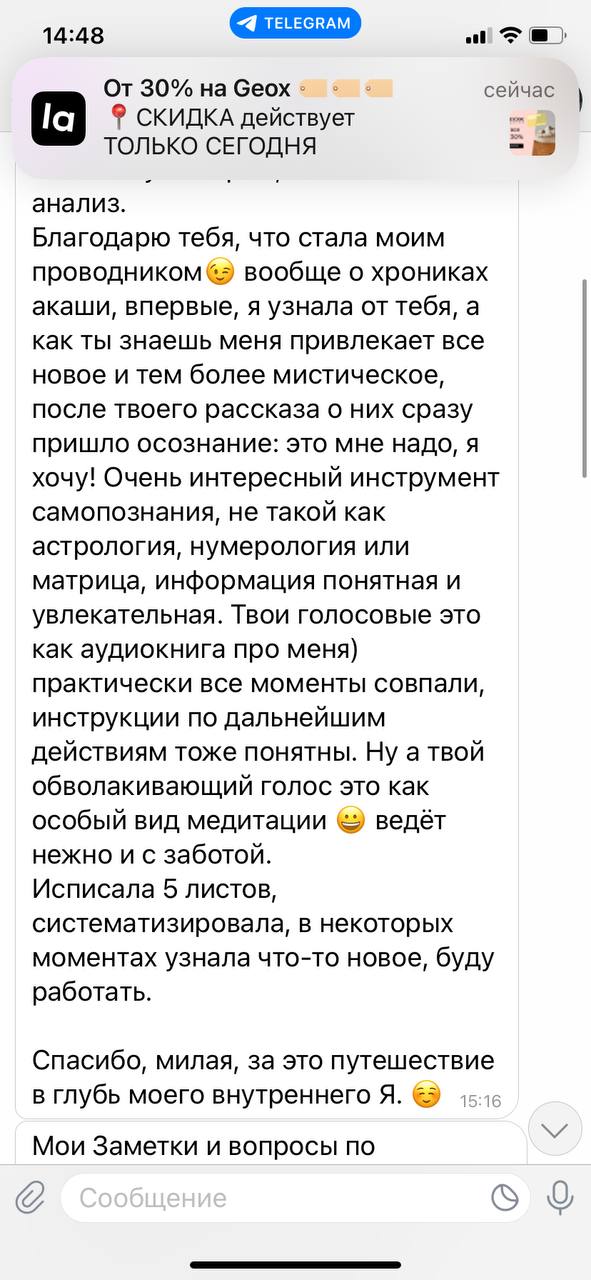 14:48
TELEGRAM
la
От 30% на Geox
сейчас
📍 СКИДКА действует
ТОЛЬКО СЕГОДНЯ
анализ.
Благодарю тебя, что стала моим
проводником😉 вообще о хрониках
акаши, впервые, я узнала от тебя, а
как ты знаешь меня привлекает все
новое и тем более мистическое,
после твоего рассказа о них сразу
пришло осознание: это мне надо, я
хочу! Очень интересный инструмент
самопознания, не такой как
астрология, нумерология или
матрица, информация понятная и
увлекательная. Твои голосовые это
как аудиокнига про меня)
практически все моменты совпали,
инструкции по дальнейшим
действиям тоже понятны. Ну а твой
обволакивающий голос это как
особый вид медитации 😀 ведёт
нежно и с заботой.
Исписала 5 листов,
систематизировала, в некоторых
моментах узнала что-то новое, буду
работать.
Спасибо, милая, за это путешествие
в глубь моего внутреннего Я. ☺️
15:16
Мои Заметки и вопросы по
Сообщение